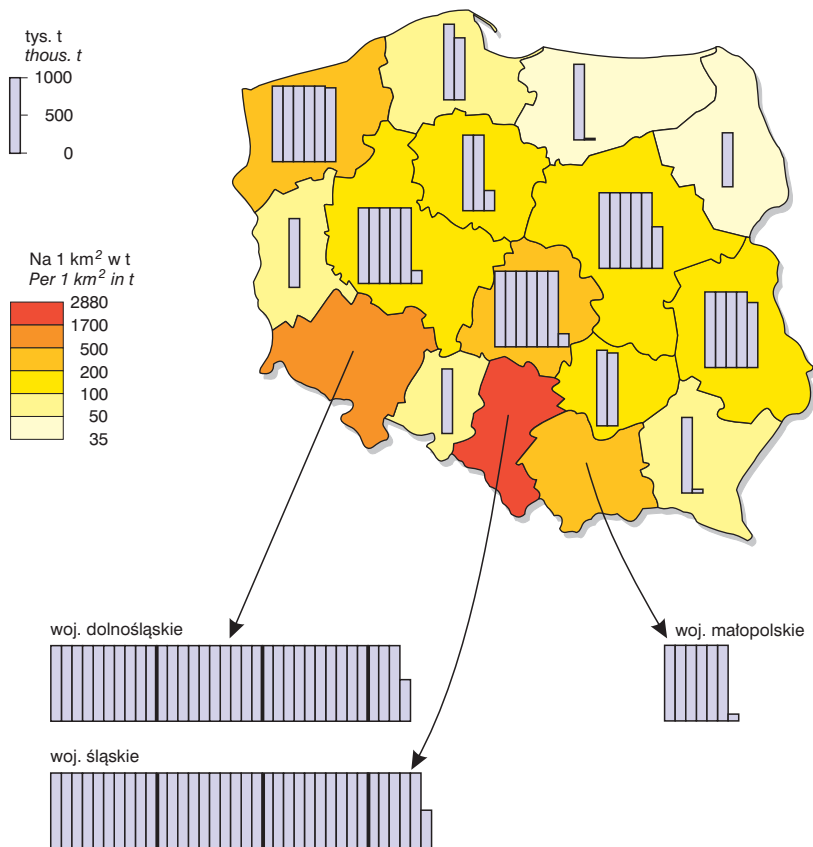 tys. t
thous. t
1000
500
0
Na 1 km² w t
Per 1 km² in t
2880
1700
500
200
100
50
35
woj. dolnośląskie
woj. małopolskie
woj. śląskie